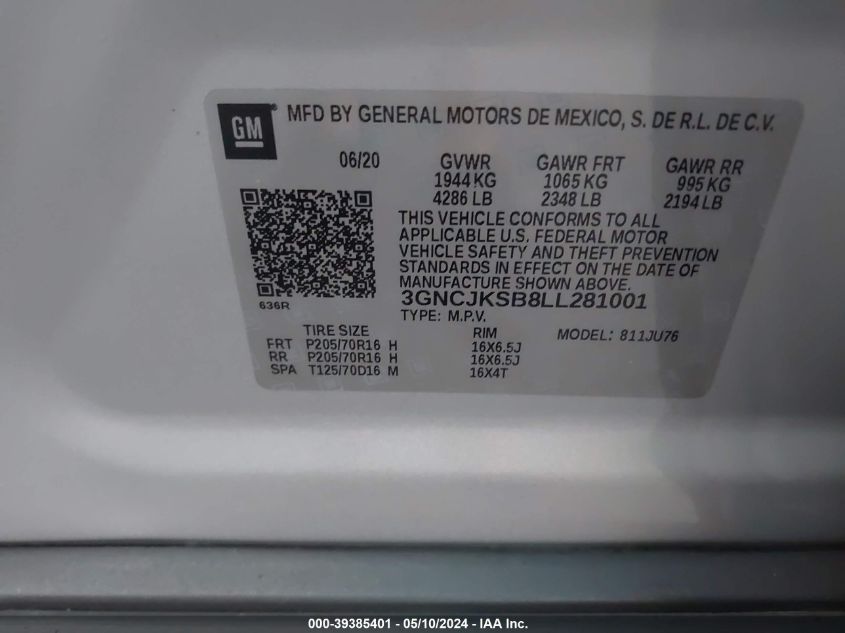 GM
MFD BY GENERAL MOTORS DE MEXICO, S. DE R.L. DE C.V.
06/20 GVWR GAWR FRT GAWR RR
1944 KG 1065 KG 995 KG
4286 LB 2348 LB 2194 LB
THIS VEHICLE CONFORMS TO ALL
APPLICABLE U.S. FEDERAL MOTOR
VEHICLE SAFETY AND THEFT PREVENTION
STANDARDS IN EFFECT ON THE DATE OF
MANUFACTURE SHOWN ABOVE.
636R 3GNCJKSB8LL281001
TYPE: M.P.V.
TIRE SIZE RIM MODEL: 811JU76
FRT P205/70R16 H 16X6.5J
RR P205/70R16 H 16X6.5J
SPA T125/70D16 M 16X4T
000-39385401 - 05/10/2024 - IAA Inc.